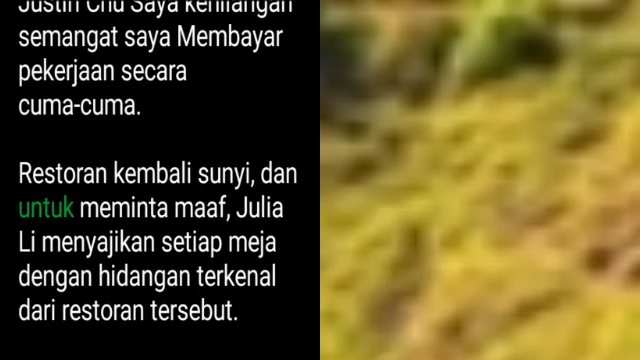 Justin Chu Saya kehilangan
semangat saya Membayar
pekerjaan secara
cuma-cuma.
Restoran kembali sunyi, dan
untuk meminta maaf, Julia
Li menyajikan setiap meja
dengan hidangan terkenal
dari restoran tersebut.